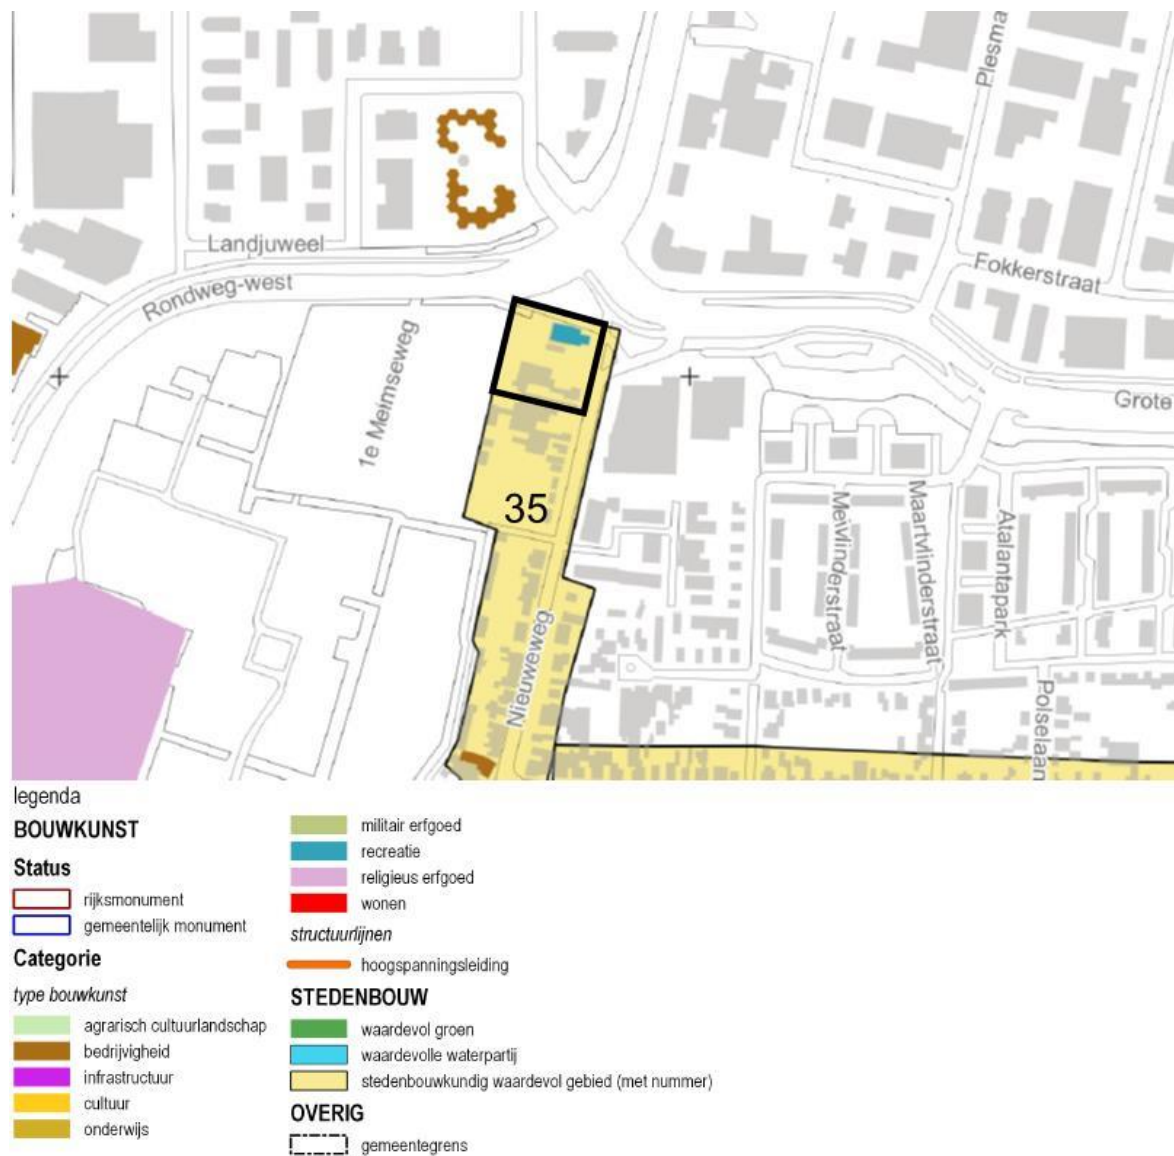 Plesma
Landjuweel
Rondweg-west
Fokkerstraat
1e Melmseweg
Grote
35
Meivlinderstraat
Maartvlinderstraat
Atalantapark
Nieuweweg
Polselaan
legenda
BOUWKUNST
Status
rijksmonument
gemeentelijk monument
Categorie
type bouwkunst
agrarisch cultuurlandschap
bedrijvigheid
infrastructuur
cultuur
onderwijs
militair erfgoed
recreatie
religieus erfgoed
wonen
structuurlijnen
hoogspanningsleiding
STEDENBOUW
waardevol groen
waardevolle waterpartij
stedenbouwkundig waardevol gebied (met nummer)
OVERIG
gemeentegrens